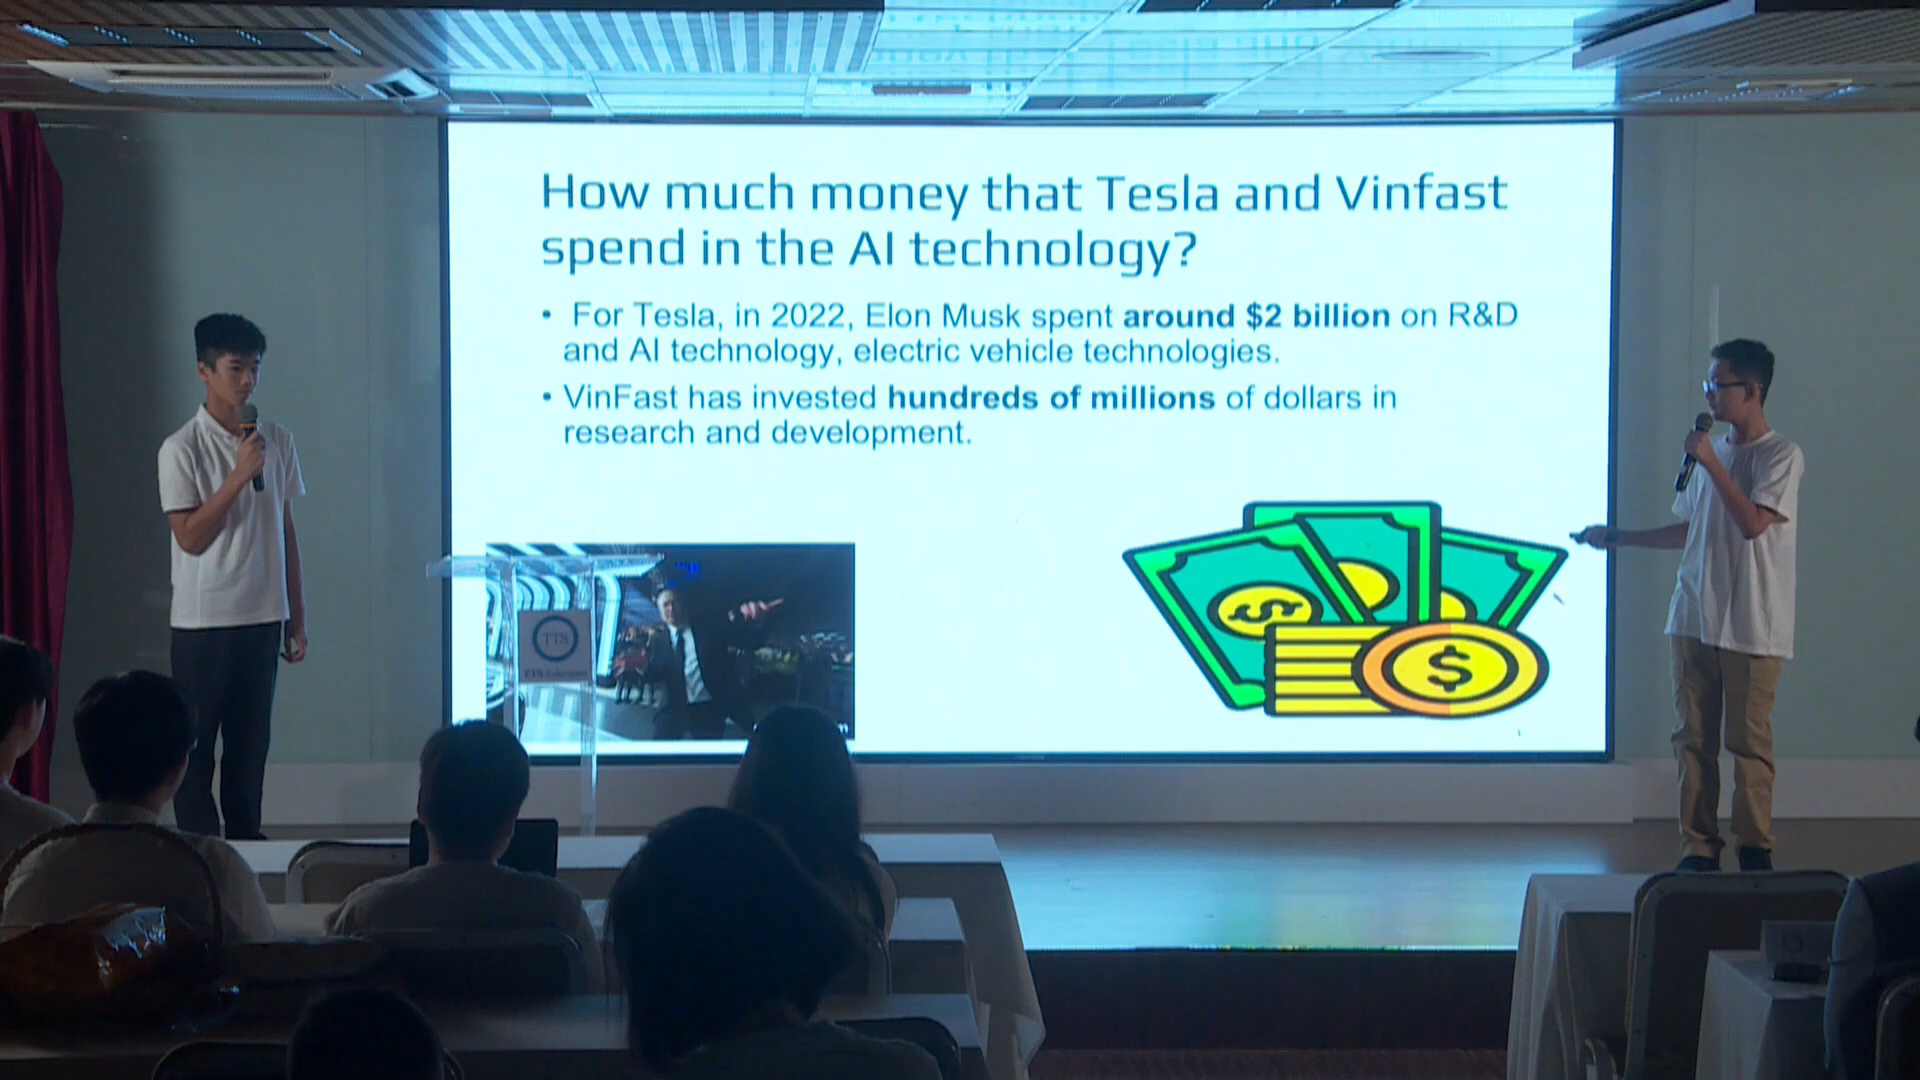 How much money that Tesla and Vinfast
spend in the AI technology?
• For Tesla, in 2022, Elon Musk spent around $2 billion on R&D
and AI technology, electric vehicle technologies.
• VinFast has invested hundreds of millions of dollars in
research and development.
TTS
TTS Education